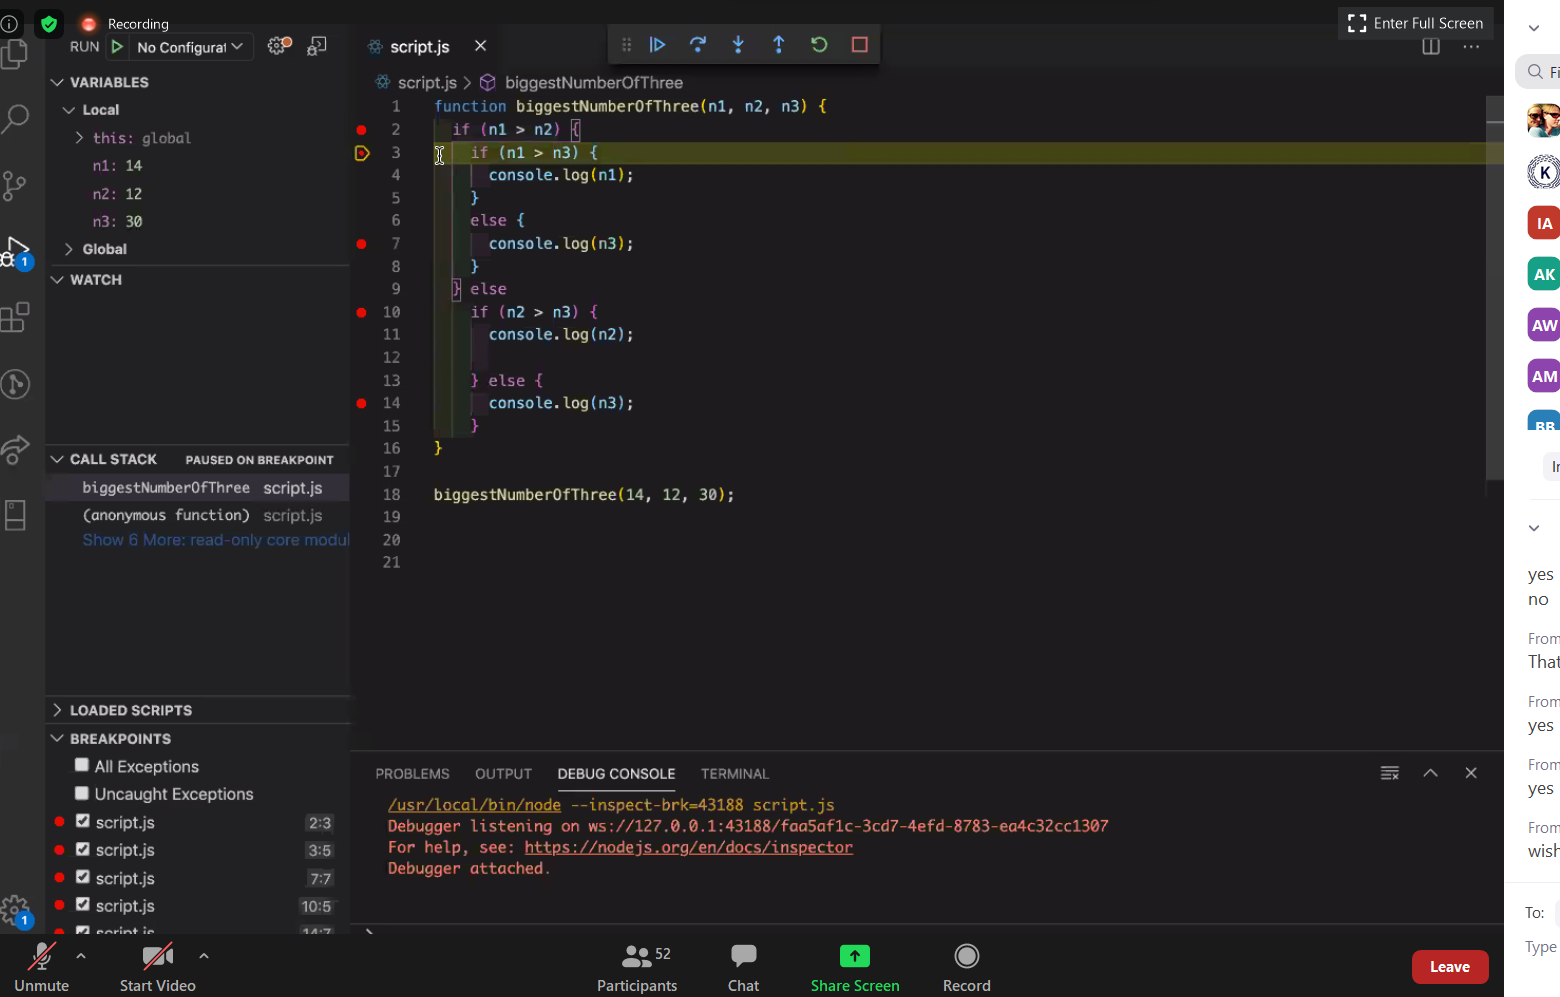 Recording
Enter Full Screen
RUN No Configurat
script.js
script.js > biggestNumberOfThree
VARIABLES
Local
this: global
n1: 14
n2: 12
n3: 30
Global
WATCH
CALL STACK PAUSED ON BREAKPOINT
biggestNumberOfThree script.js
(anonymous function) script.js
Show 6 More: read-only core modul
LOADED SCRIPTS
BREAKPOINTS
All Exceptions
Uncaught Exceptions
script.js 2:3
script.js 3:5
script.js 7:7
script.js 10:5
script.js 14:7
1
1
1 function biggestNumberOfThree(n1, n2, n3) {
2 if (n1 > n2) {
3 if (n1 > n3) {
4 console.log(n1);
5 }
6 else {
7 console.log(n3);
8 }
9 } else
10 if (n2 > n3) {
11 console.log(n2);
12
13 } else {
14 console.log(n3);
15 }
16 }
17
18 biggestNumberOfThree(14, 12, 30);
19
20
21
PROBLEMS OUTPUT DEBUG CONSOLE TERMINAL
/usr/local/bin/node --inspect-brk=43188 script.js
Debugger listening on ws://127.0.0.1:43188/faa5af1c-3cd7-4efd-8783-ea4c32cc1307
For help, see: https://nodejs.org/en/docs/inspector
Debugger attached.
Fi
K
IA
AK
AW
AM
BB
In
yes
no
From
That
From
yes
From
yes
From
wish
To:
Type
Unmute
Start Video
52
Participants
Chat
Share Screen
Record
Leave